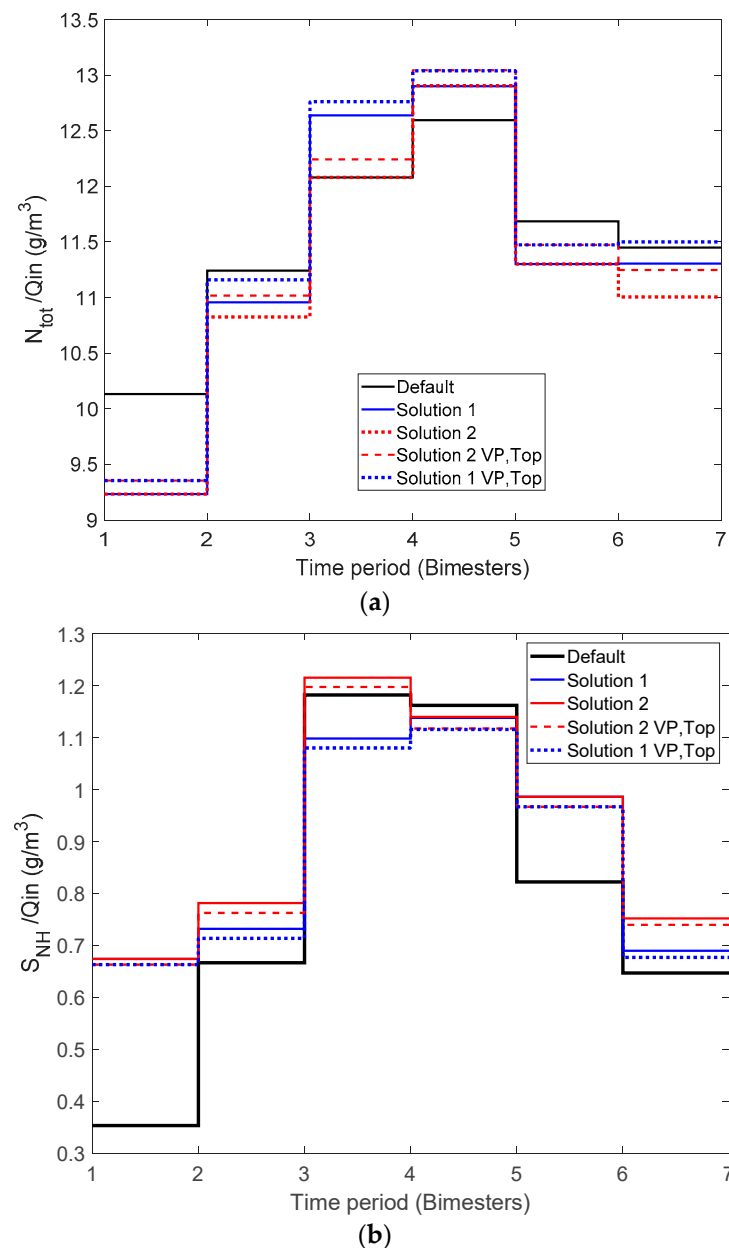 13.5
13
12.5
12
11.5
11
10.5
10
9.5
9
N_tot /Qin (g/m^3)
Default
Solution 1
Solution 2
Solution 2 VP,Top
Solution 1 VP,Top
1 2 3 4 5 6 7
Time period (Bimesters)
(a)
1.3
1.2
1.1
1
0.9
0.8
0.7
0.6
0.5
0.4
0.3
S_NH /Qin (g/m^3)
Default
Solution 1
Solution 2
Solution 2 VP,Top
Solution 1 VP,Top
1 2 3 4 5 6 7
Time period (Bimesters)
(b)